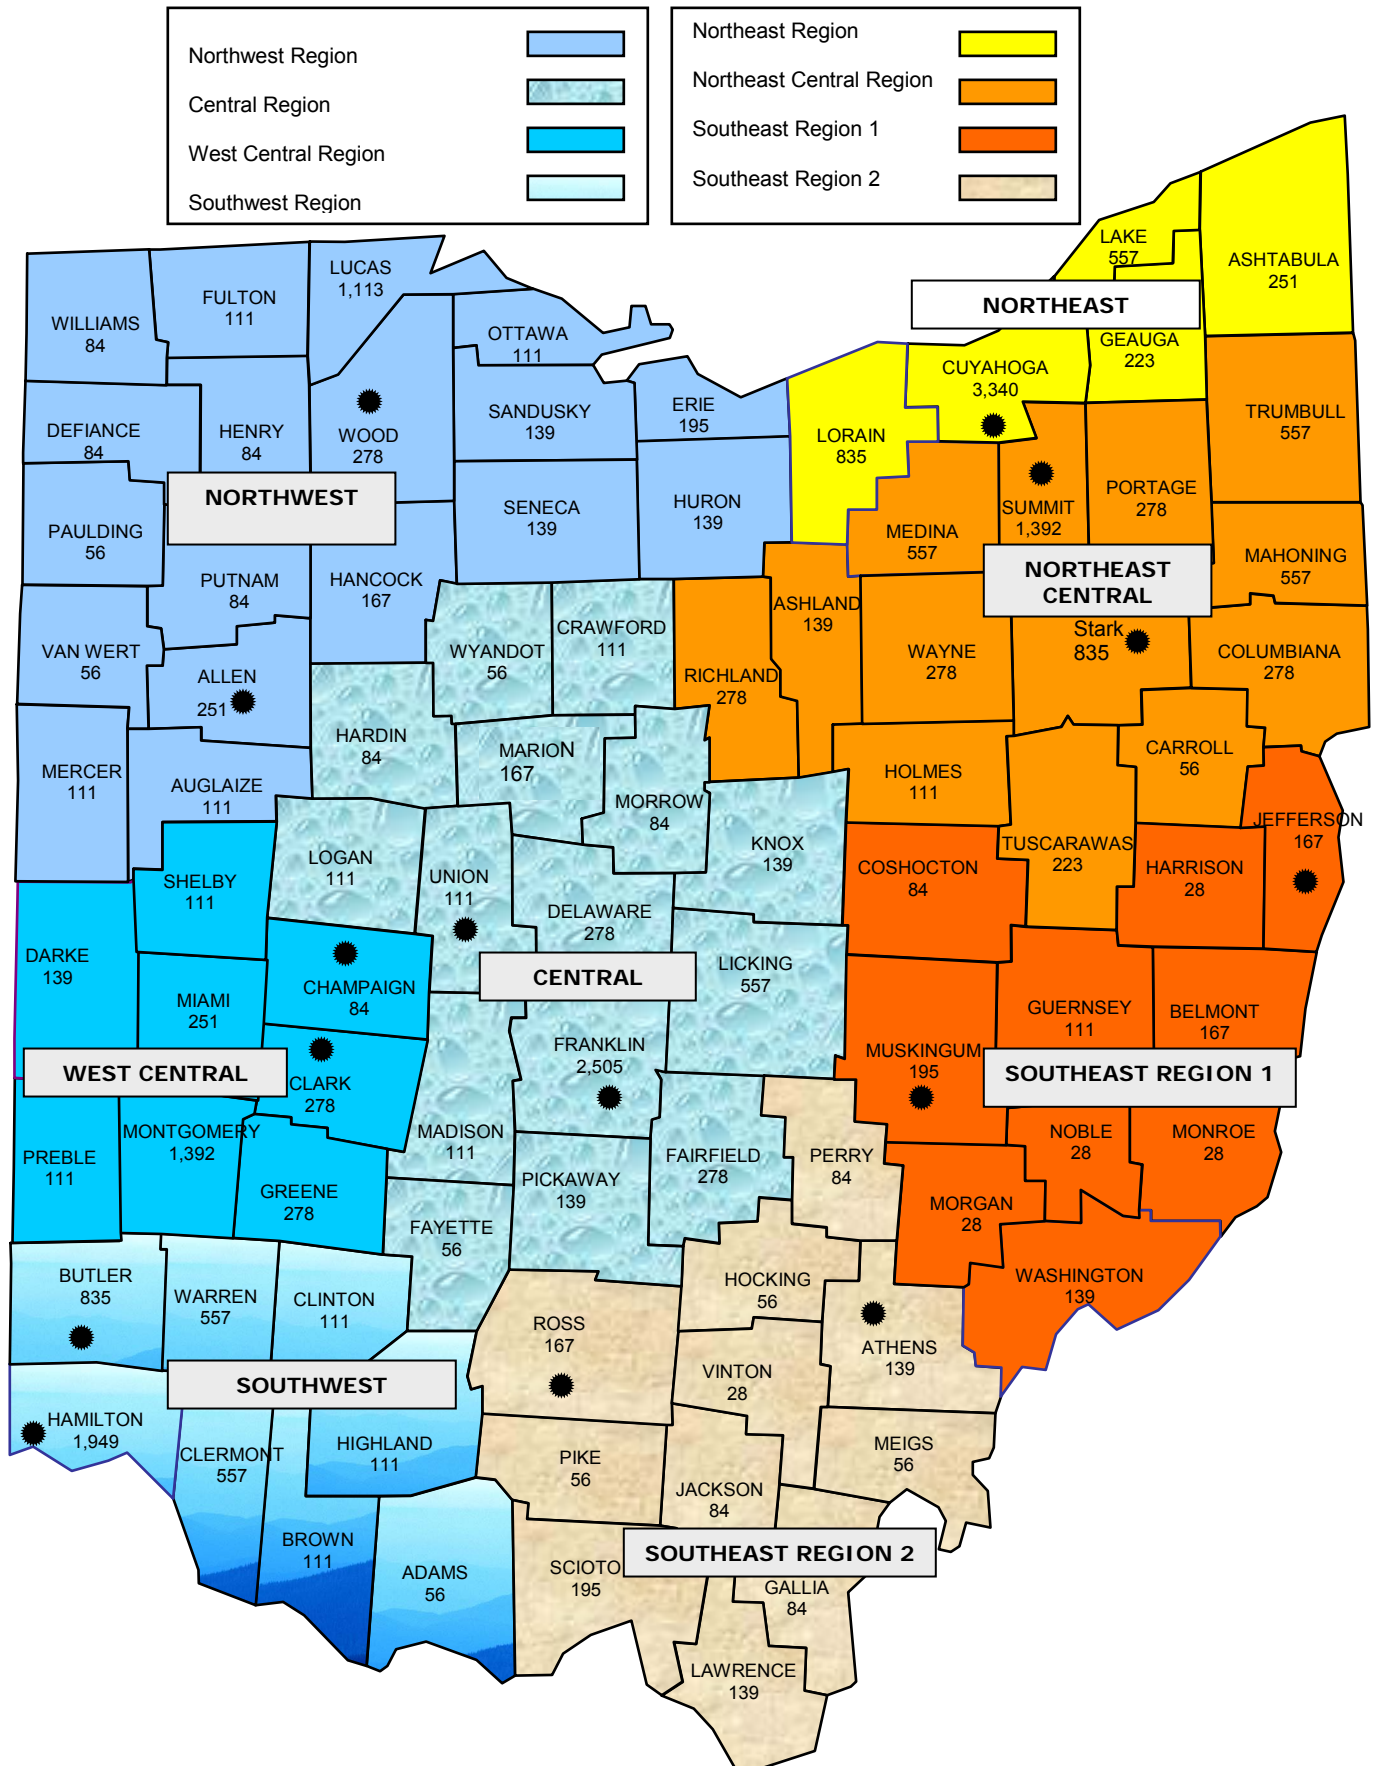 Northwest Region
Central Region
West Central Region
Southwest Region
Northeast Region
Northeast Central Region
Southeast Region 1
Southeast Region 2
LAKE
557
ASHTABULA
251
NORTHEAST
GEAUGA
223
CUYAHOGA
3,340
LORAIN
835
WILLIAMS
84
FULTON
111
LUCAS
1,113
OTTAWA
111
DEFIANCE
84
HENRY
84
WOOD
278
SANDUSKY
139
ERIE
195
NORTHWEST
PAULDING
56
SENECA
139
HURON
139
PUTNAM
84
HANCOCK
167
VAN WERT
56
ALLEN
251
MERCER
111
AUGLAIZE
111
TRUMBULL
557
SUMMIT
1,392
PORTAGE
278
MEDINA
557
MAHONING
557
NORTHEAST
CENTRAL
ASHLAND
139
RICHLAND
278
WAYNE
278
Stark
835
COLUMBIANA
278
HOLMES
111
CARROLL
56
TUSCARAWAS
223
WYANDOT
56
CRAWFORD
111
HARDIN
84
MARION
167
MORROW
84
KNOX
139
LOGAN
111
UNION
111
DELAWARE
278
LICKING
557
CENTRAL
FRANKLIN
2,505
MADISON
111
FAIRFIELD
278
PICKAWAY
139
FAYETTE
56
SHELBY
111
DARKE
139
MIAMI
251
CHAMPAIGN
84
WEST CENTRAL
CLARK
278
PREBLE
111
MONTGOMERY
1,392
GREENE
278
JEFFERSON
167
COSHOCTON
84
HARRISON
28
GUERNSEY
111
BELMONT
167
MUSKINGUM
195
SOUTHEAST REGION 1
NOBLE
28
MONROE
28
MORGAN
28
WASHINGTON
139
BUTLER
835
WARREN
557
CLINTON
111
SOUTHWEST
HAMILTON
1,949
CLERMONT
557
HIGHLAND
111
BROWN
111
ADAMS
56
PERRY
84
HOCKING
56
ATHENS
139
ROSS
167
VINTON
28
MEIGS
56
PIKE
56
JACKSON
84
SOUTHEAST REGION 2
SCIOTO
195
GALLIA
84
LAWRENCE
139